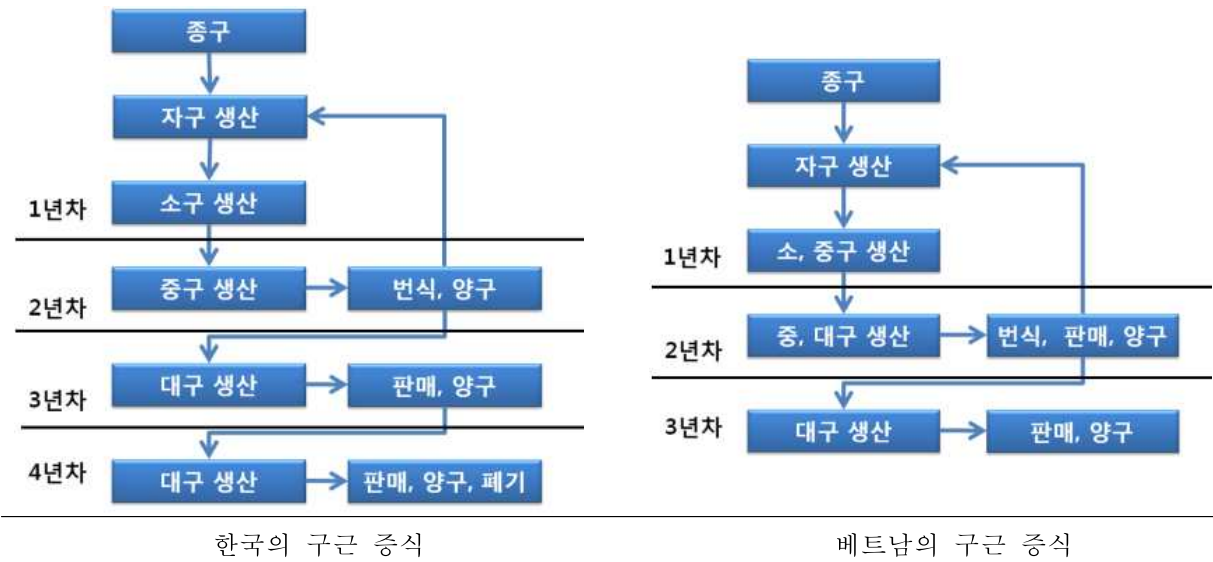 종구
자구 생산
1년차
소구 생산
2년차
중구 생산
번식, 양구
3년차
대구 생산
판매, 양구
4년차
대구 생산
판매, 양구, 폐기
한국의 구근 증식
종구
자구 생산
1년차
소, 중구 생산
2년차
중, 대구 생산
번식, 판매, 양구
3년차
대구 생산
판매, 양구
베트남의 구근 증식